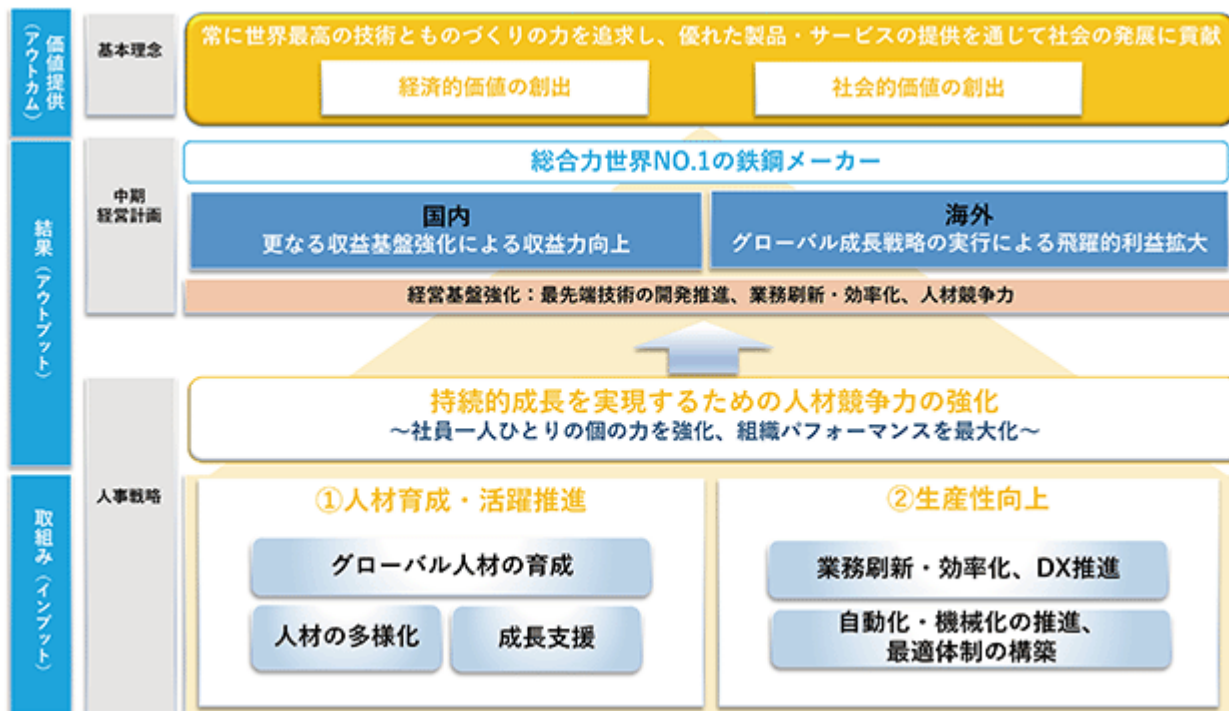 価値提供
(アウトカム)
基本理念
常に世界最高の技術とものづくりの力を追求し、優れた製品・サービスの提供を通じて社会の発展に貢献
経済的価値の創出
社会的価値の創出
結果(アウトプット)
中期
経営計画
総合力世界NO.1の鉄鋼メーカー
国内
更なる収益基盤強化による収益力向上
海外
グローバル成長戦略の実行による飛躍的利益拡大
経営基盤強化：最先端技術の開発推進、業務刷新・効率化、人材競争力
人事戦略
持続的成長を実現するための人材競争力の強化
～社員一人ひとりの個の力を強化、組織パフォーマンスを最大化～
取組み(インプット)
①人材育成・活躍推進
グローバル人材の育成
人材の多様化
成長支援
②生産性向上
業務刷新・効率化、DX推進
自動化・機械化の推進、
最適体制の構築